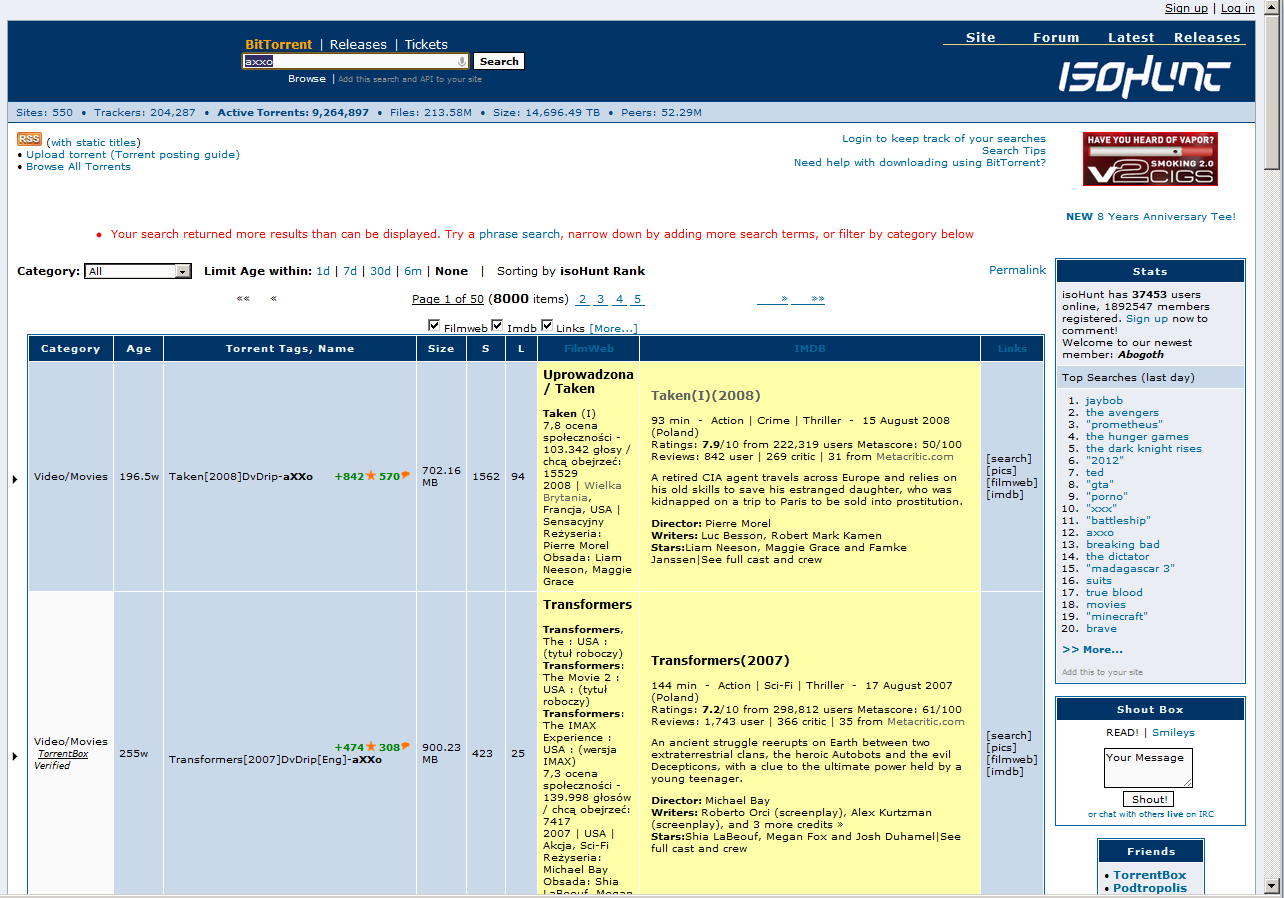 Sign up | Log in
BitTorrent | Releases | Tickets
axxo
Search
Browse | Add this search and API to your site
Site Forum Latest Releases
isoHunt
Sites: 550 • Trackers: 204,287 • Active Torrents: 9,264,897 • Files: 213.58M • Size: 14,696.49 TB • Peers: 52.29M
RSS (with static titles)
• Upload torrent (Torrent posting guide)
• Browse All Torrents
Login to keep track of your searches
Search Tips
Need help with downloading using BitTorrent?
HAVE YOU HEARD OF VAPOR?
SMOKING 2.0
V2CIGS
NEW 8 Years Anniversary Tee!
• Your search returned more results than can be displayed. Try a phrase search, narrow down by adding more search terms, or filter by category below
Category: All Limit Age within: 1d | 7d | 30d | 6m | None | Sorting by isoHunt Rank
Permalink
«« « Page 1 of 50 (8000 items) 2 3 4 5 » »»
Filmweb Imdb Links [More...]
Category Age Torrent Tags, Name Size S L FilmWeb IMDB Links
Video/Movies
196.5w
Taken[2008]DvDrip-aXXo +842 570
702.16
MB
1562
94
Uprowadzona
/ Taken
Taken (I)
7,8 ocena
społeczności -
103.342 głosy /
chcą obejrzeć:
15529
2008 | Wielka
Brytania,
Francja, USA |
Sensacyjny
Reżyseria:
Pierre Morel
Obsada: Liam
Neeson, Maggie
Grace
Taken(I)(2008)
93 min - Action | Crime | Thriller - 15 August 2008
(Poland)
Ratings: 7.9/10 from 222,319 users Metascore: 50/100
Reviews: 842 user | 269 critic | 31 from Metacritic.com
A retired CIA agent travels across Europe and relies on
his old skills to save his estranged daughter, who was
kidnapped on a trip to Paris to be sold into prostitution.
Director: Pierre Morel
Writers: Luc Besson, Robert Mark Kamen
Stars:Liam Neeson, Maggie Grace and Famke
Janssen|See full cast and crew
[search]
[pics]
[filmweb]
[imdb]
Video/Movies
TorrentBox
Verified
255w
+474 308
Transformers[2007]DvDrip[Eng]-aXXo
900.23
MB
423
25
Transformers
Transformers,
The : USA :
(tytuł roboczy)
Transformers:
The Movie 2 :
USA : (tytuł
roboczy)
Transformers:
The IMAX
Experience :
USA : (wersja
IMAX)
7,3 ocena
społeczności -
139.998 głosów
/ chcą obejrzeć:
7417
2007 | USA |
Akcja, Sci-Fi
Reżyseria:
Michael Bay
Obsada: Shia
LaBeouf, Megan
Transformers(2007)
144 min - Action | Sci-Fi | Thriller - 17 August 2007
(Poland)
Ratings: 7.2/10 from 298,812 users Metascore: 61/100
Reviews: 1,743 user | 366 critic | 35 from Metacritic.com
An ancient struggle reerupts on Earth between two
extraterrestrial clans, the heroic Autobots and the evil
Decepticons, with a clue to the ultimate power held by a
young teenager.
Director: Michael Bay
Writers: Roberto Orci (screenplay), Alex Kurtzman
(screenplay), and 3 more credits »
Stars:Shia LaBeouf, Megan Fox and Josh Duhamel|See
full cast and crew
[search]
[pics]
[filmweb]
[imdb]
Stats
isoHunt has 37453 users
online, 1892547 members
registered. Sign up now to
comment!
Welcome to our newest
member: Abogoth
Top Searches (last day)
1. jaybob
2. the avengers
3. "prometheus"
4. the hunger games
5. the dark knight rises
6. "2012"
7. ted
8. "gta"
9. "porno"
10. "xxx"
11. "battleship"
12. axxo
13. breaking bad
14. the dictator
15. "madagascar 3"
16. suits
17. true blood
18. movies
19. "minecraft"
20. brave
>> More...
Add this to your site
Shout Box
READ! | Smileys
Your Message
Shout!
or chat with others live on IRC
Friends
• TorrentBox
• Podtropolis